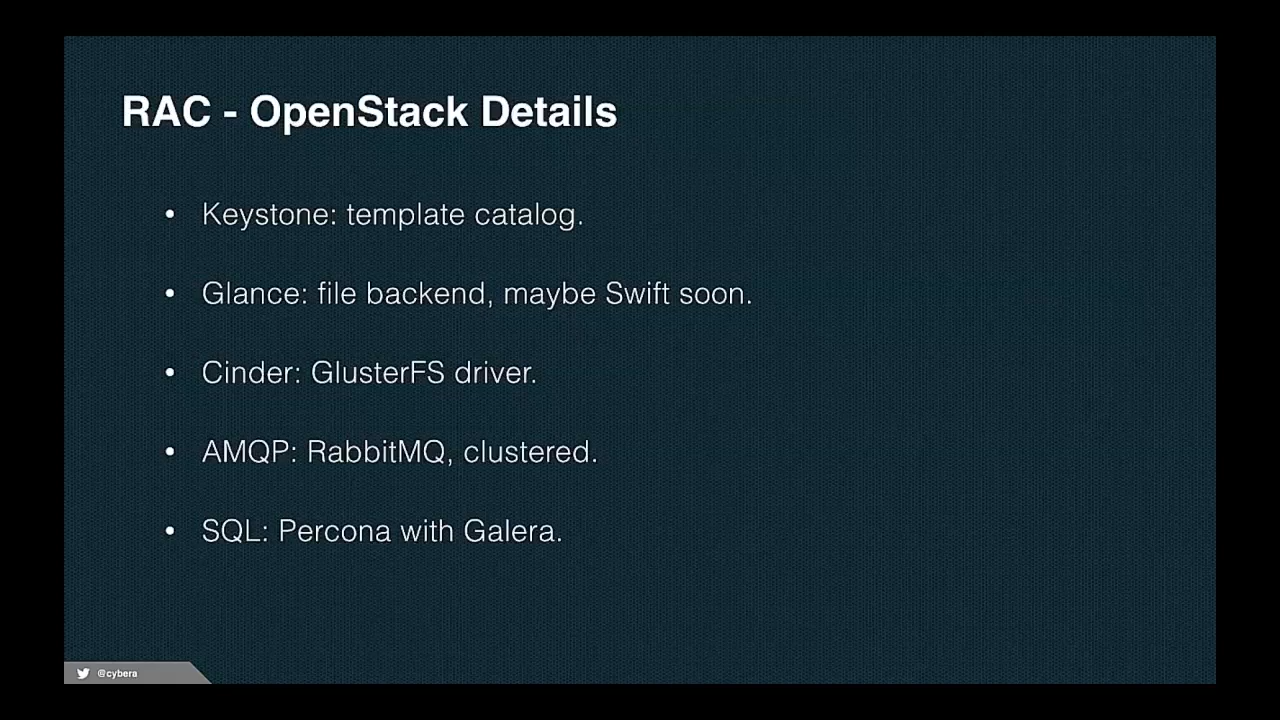 RAC - OpenStack Details
• Keystone: template catalog.
• Glance: file backend, maybe Swift soon.
• Cinder: GlusterFS driver.
• AMQP: RabbitMQ, clustered.
• SQL: Percona with Galera.
@cybera